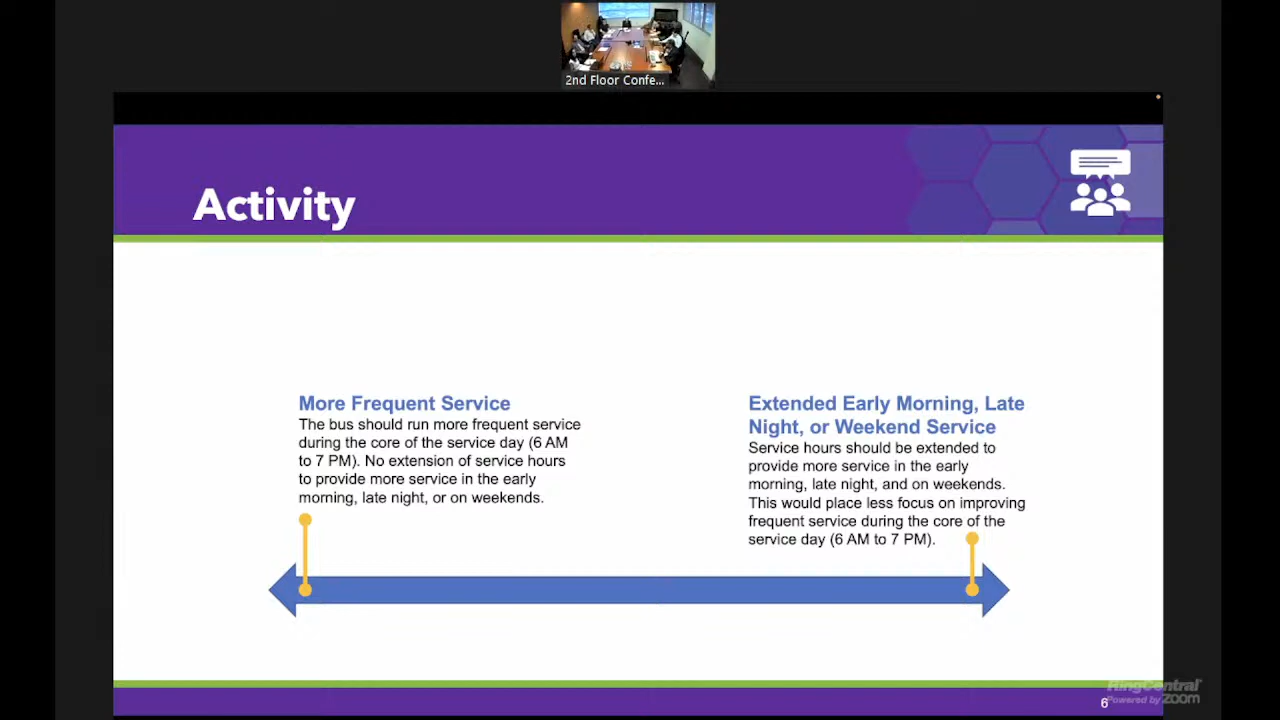 2nd Floor Confe...
Activity
More Frequent Service
The bus should run more frequent service
during the core of the service day (6 AM
to 7 PM). No extension of service hours
to provide more service in the early
morning, late night, or on weekends.
Extended Early Morning, Late
Night, or Weekend Service
Service hours should be extended to
provide more service in the early
morning, late night, and on weekends.
This would place less focus on improving
frequent service during the core of the
service day (6 AM to 7 PM).
RingCentral
Powered by zoom
6